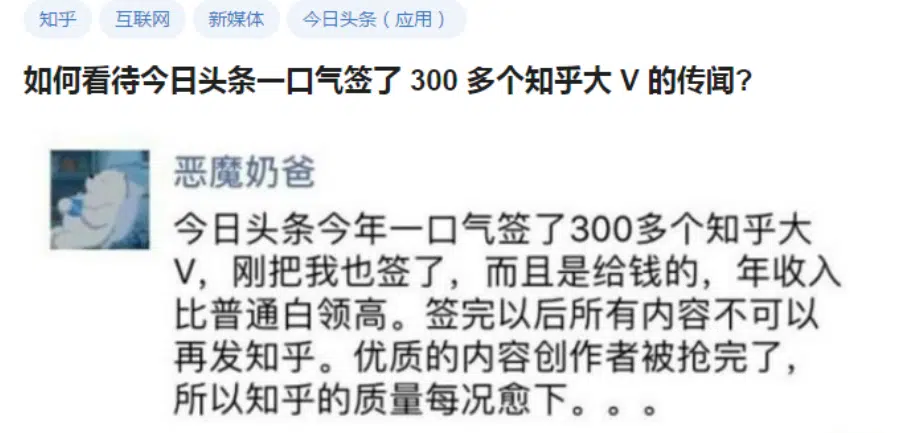 知乎 互联网 新媒体 今日头条（应用）
如何看待今日头条一口气签了 300 多个知乎大 V 的传闻?
恶魔奶爸
今日头条今年一口气签了300多个知乎大
V，刚把我也签了，而且是给钱的，年收入
比普通白领高。签完以后所有内容不可以
再发知乎。优质的内容创作者被抢完了，
所以知乎的质量每况愈下。。。